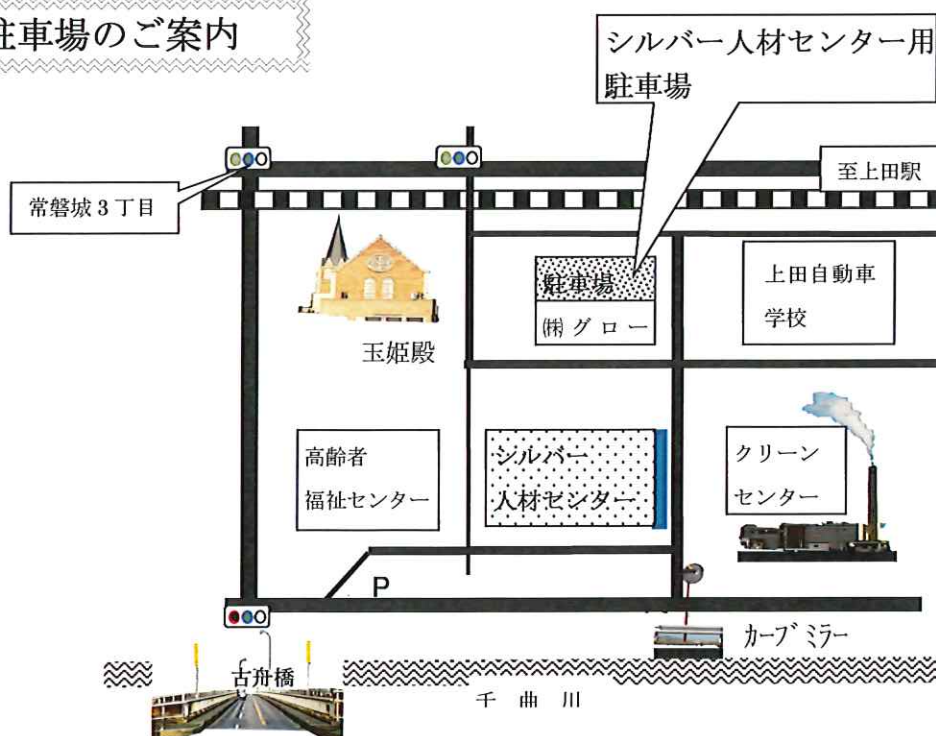 駐車場のご案内
シルバー人材センター用
駐車場
至上田駅
常磐城3丁目
駐車場
㈱グロー
上田自動車
学校
玉姫殿
高齢者
福祉センター
シルバー
人材センター
クリーン
センター
P
カーブミラー
古舟橋
千曲川